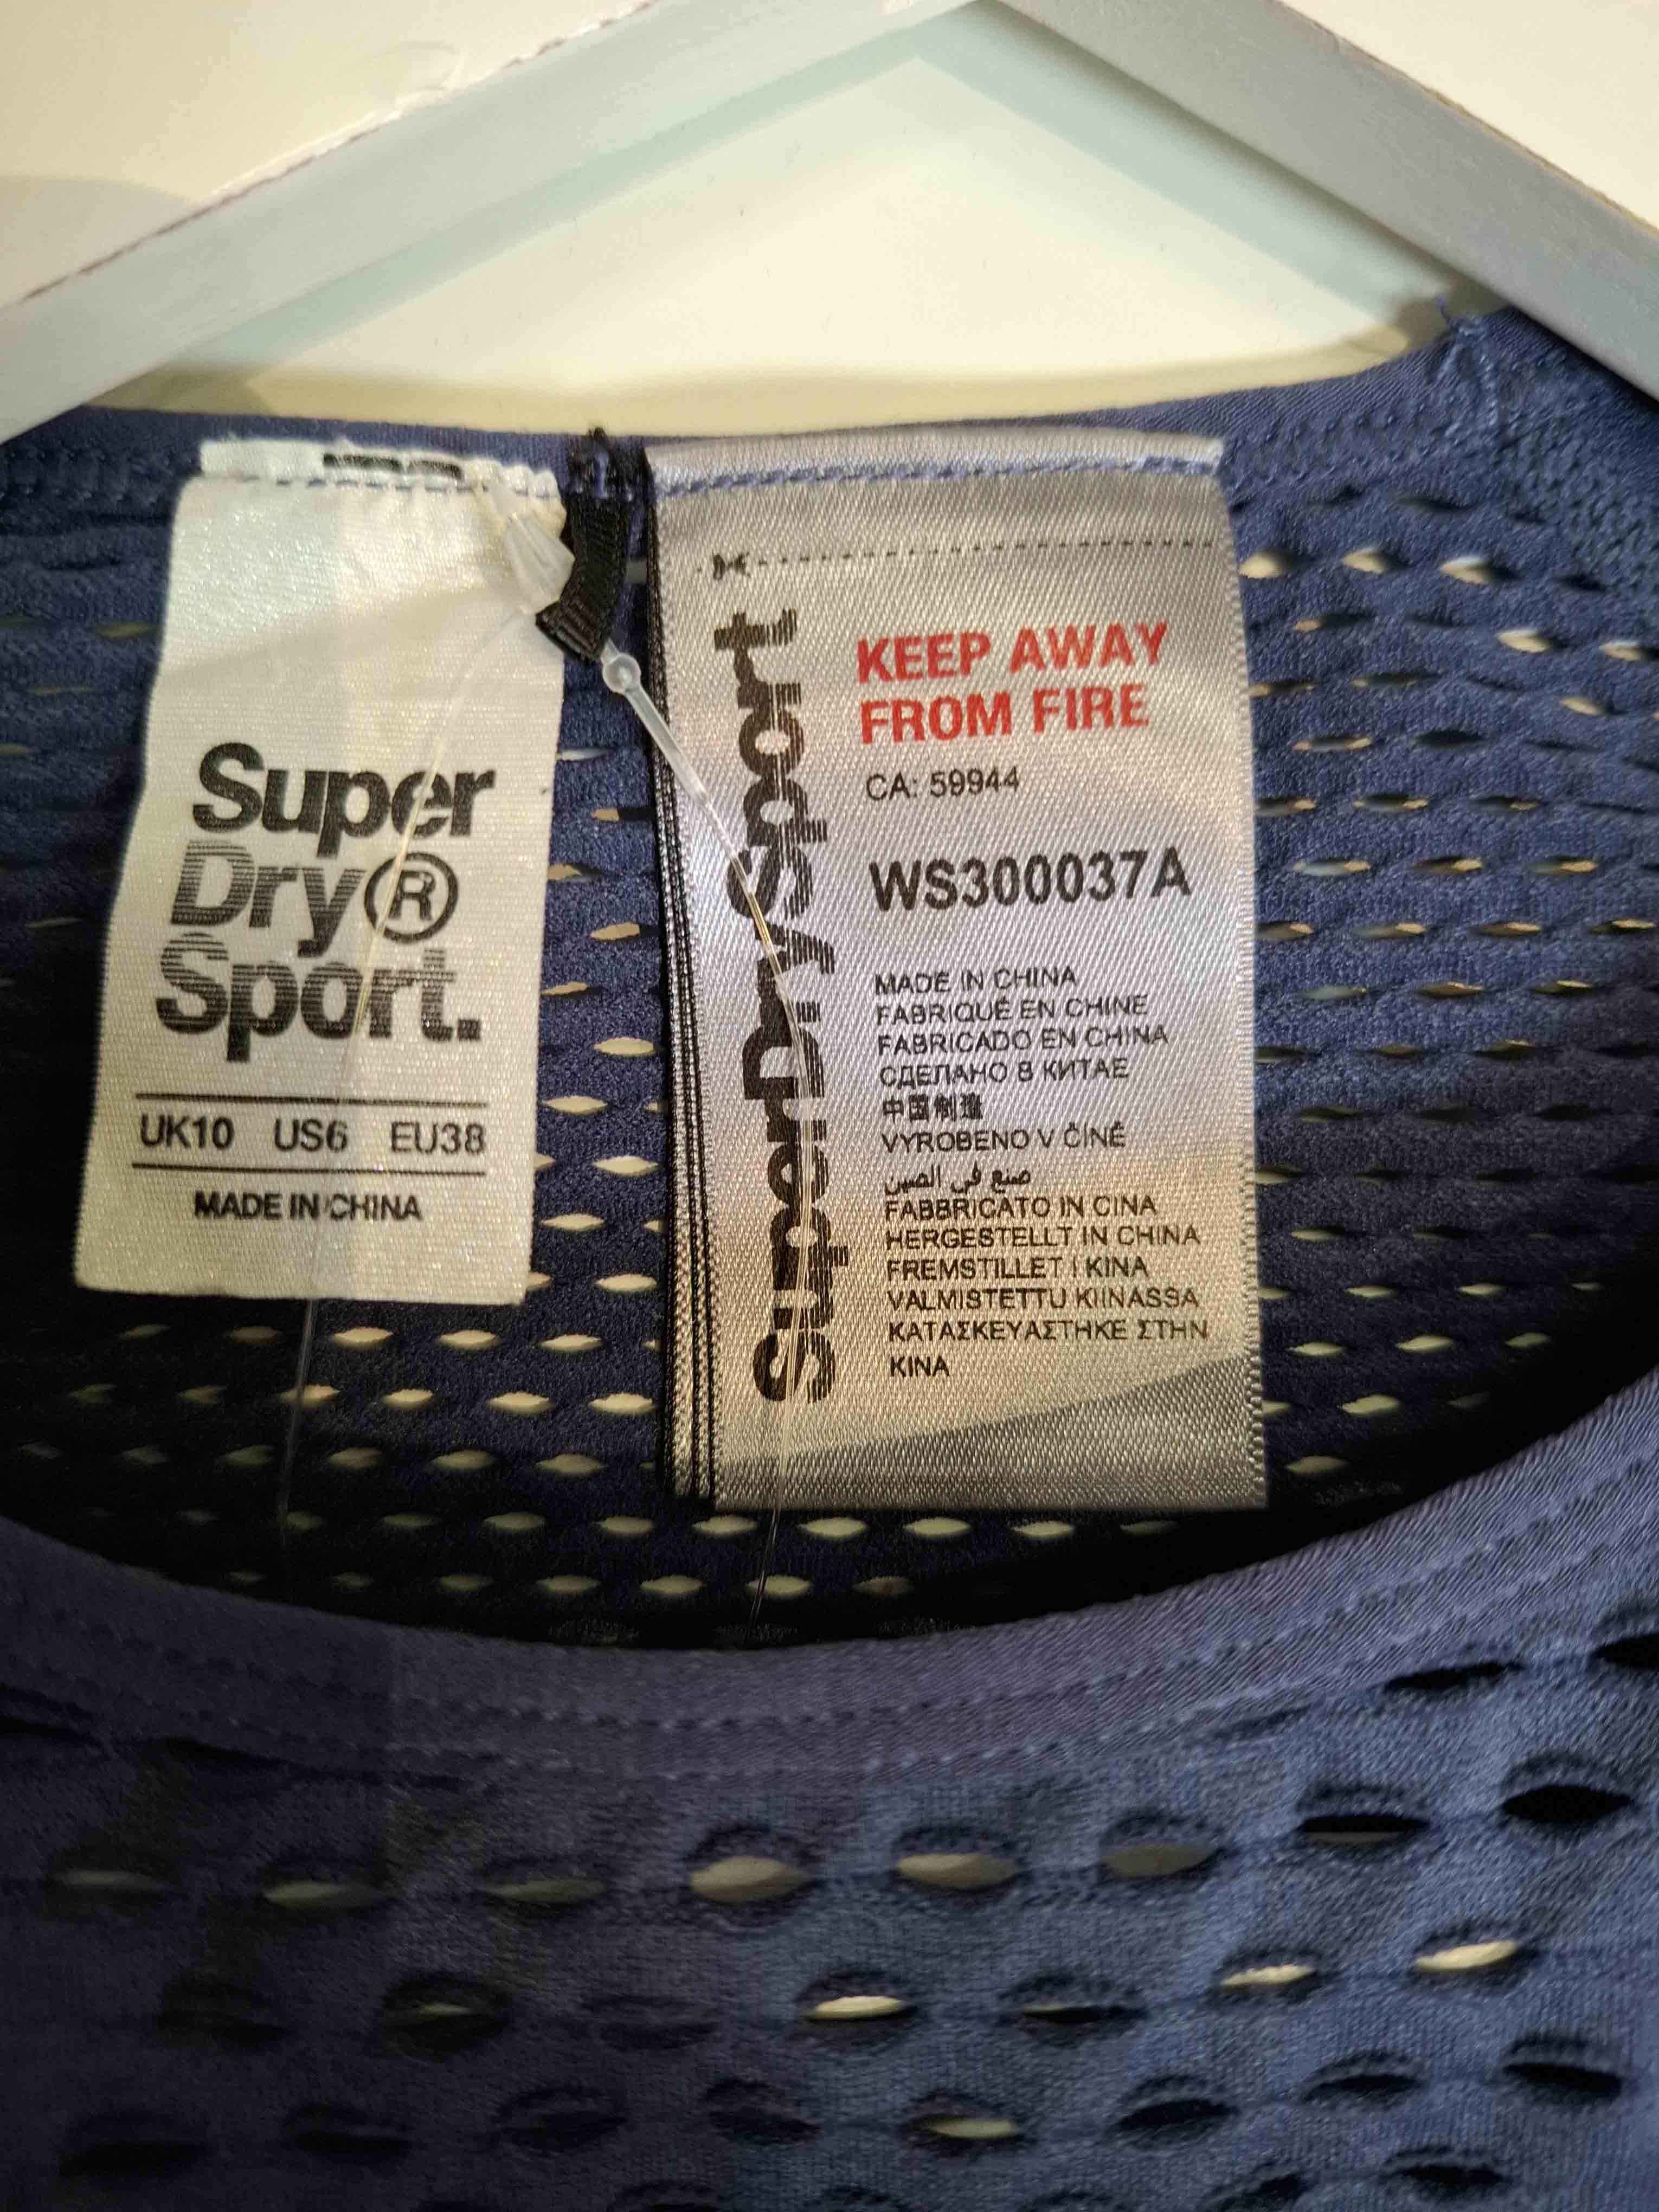 Super
Dry®
Sport.
UK10 US6 EU38
MADE IN CHINA
SuperDry Sport
KEEP AWAY
FROM FIRE
CA: 59944
WS300037A
MADE IN CHINA
FABRIQUÉ EN CHINE
FABRICADO EN CHINA
СДЕЛАНО В КИТАЕ
中国制造
VYROBENO V ČÍNĚ
صنع في الصين
FABBRICATO IN CINA
HERGESTELLT IN CHINA
FREMSTILLET I KINA
VALMISTETTU KIINASSA
ΚΑΤΑΣΚΕΥΑΣΤΗΚΕ ΣΤΗΝ
ΚΙΝΑ